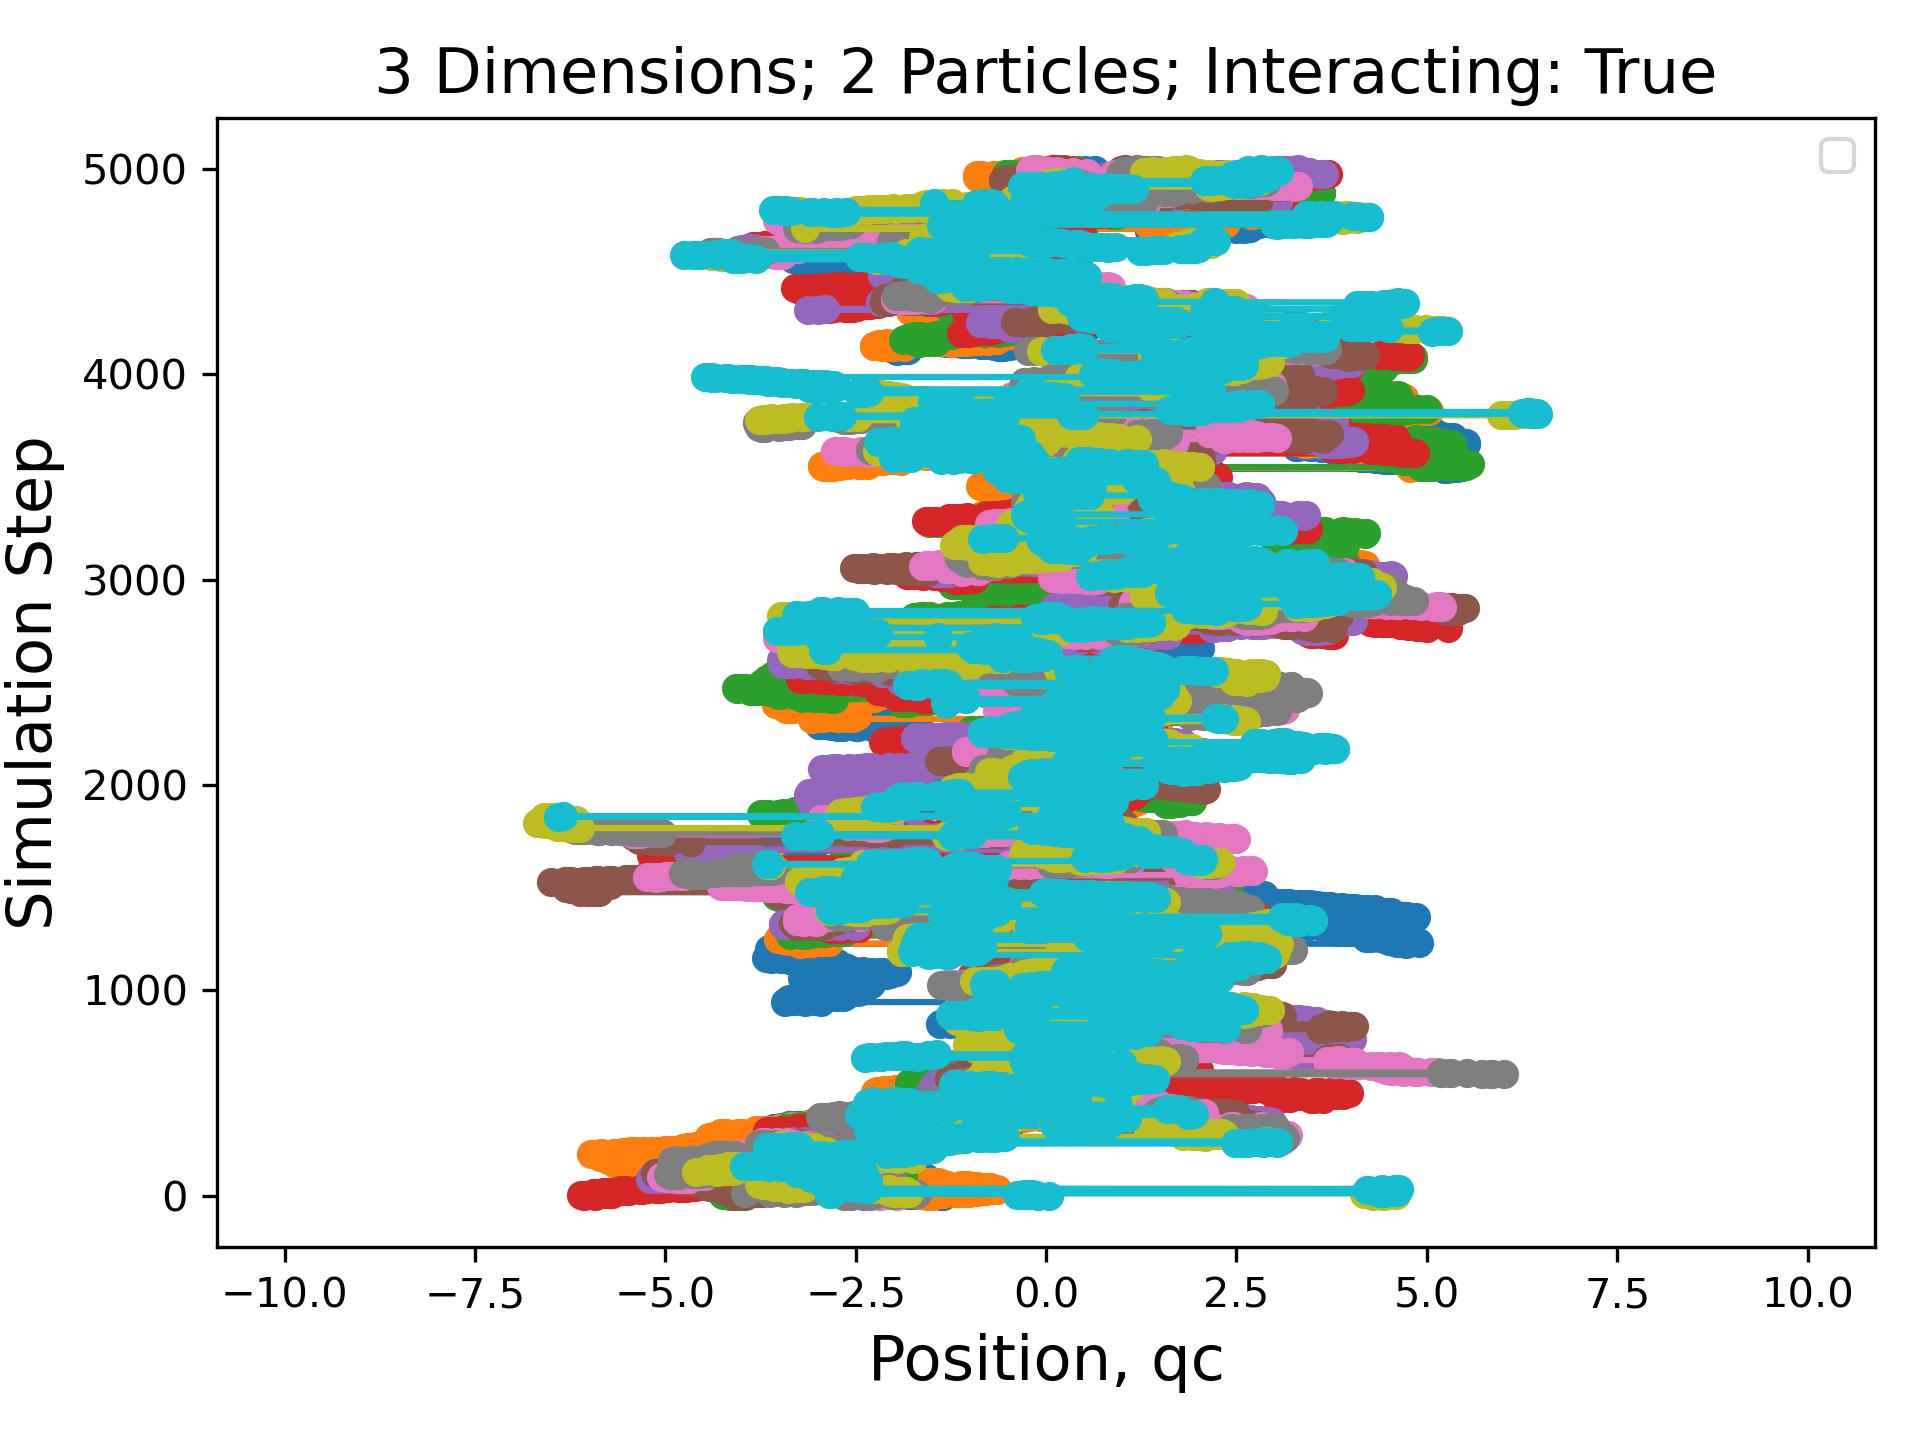 3 Dimensions; 2 Particles; Interacting: True
5000
4000
3000
2000
1000
0
Simulation Step
−10.0 −7.5 −5.0 −2.5 0.0 2.5 5.0 7.5 10.0
Position, qc